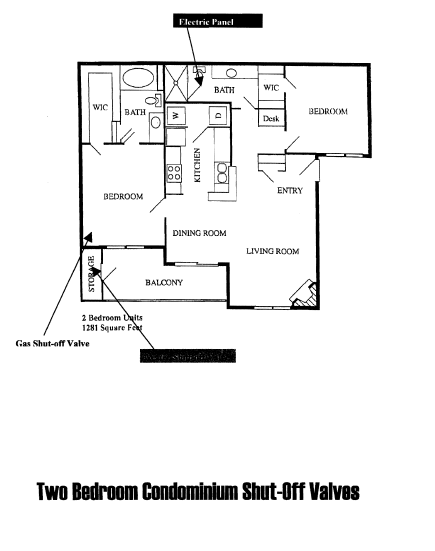 Electric Panel
WIC
BATH
BATH
WIC
BEDROOM
Desk
W
D
KITCHEN
ENTRY
BEDROOM
DINING ROOM
LIVING ROOM
STORAGE
BALCONY
2 Bedroom Units
1281 Square Feet
Gas Shut-off Valve
Two Bedroom Condominium Shut-Off Valves